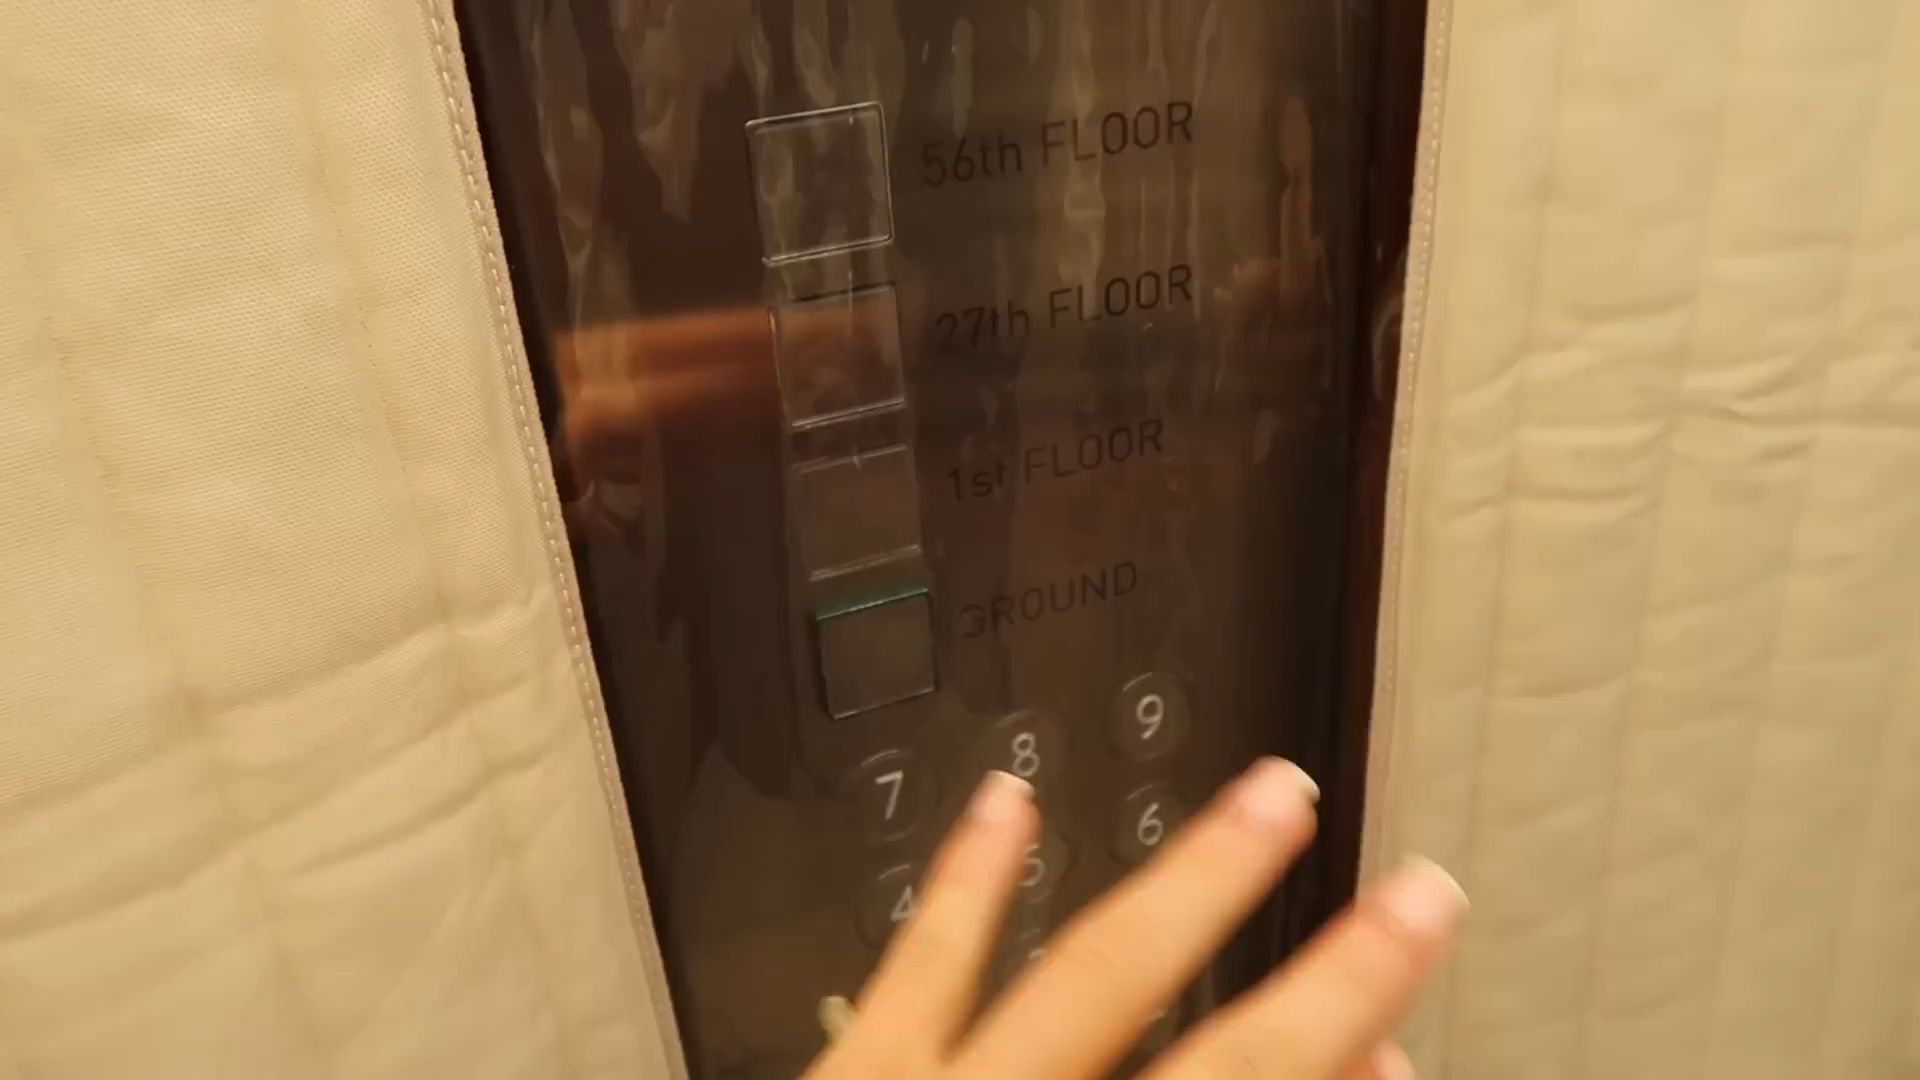 56th FLOOR
27th FLOOR
1st FLOOR
GROUND
7 8 9
4 5 6